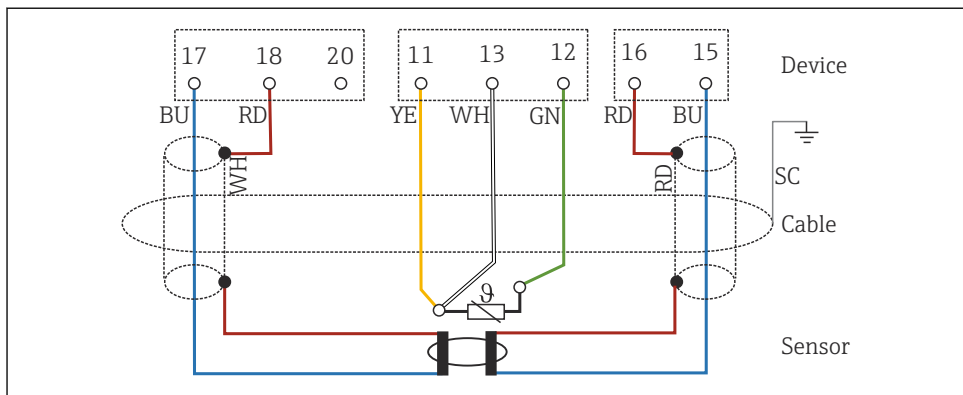 17 18 20 11 13 12 16 15
Device
BU RD YE WH GN RD BU
WH
RD
SC
Cable
ϑ
Sensor